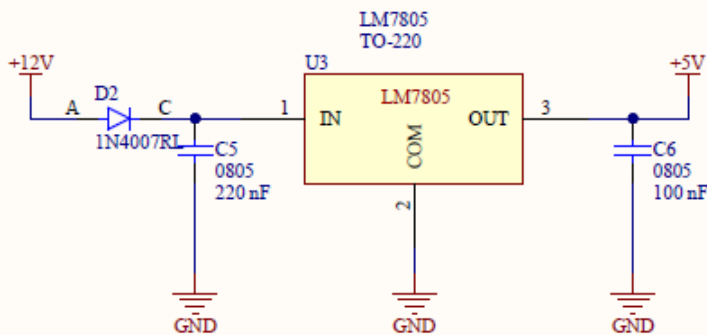 LM7805
TO-220
+12V
U3
+5V
D2
A
C
1
IN
LM7805
OUT
3
COM
2
1N4007RL
C5
0805
220 nF
C6
0805
100 nF
GND
GND
GND